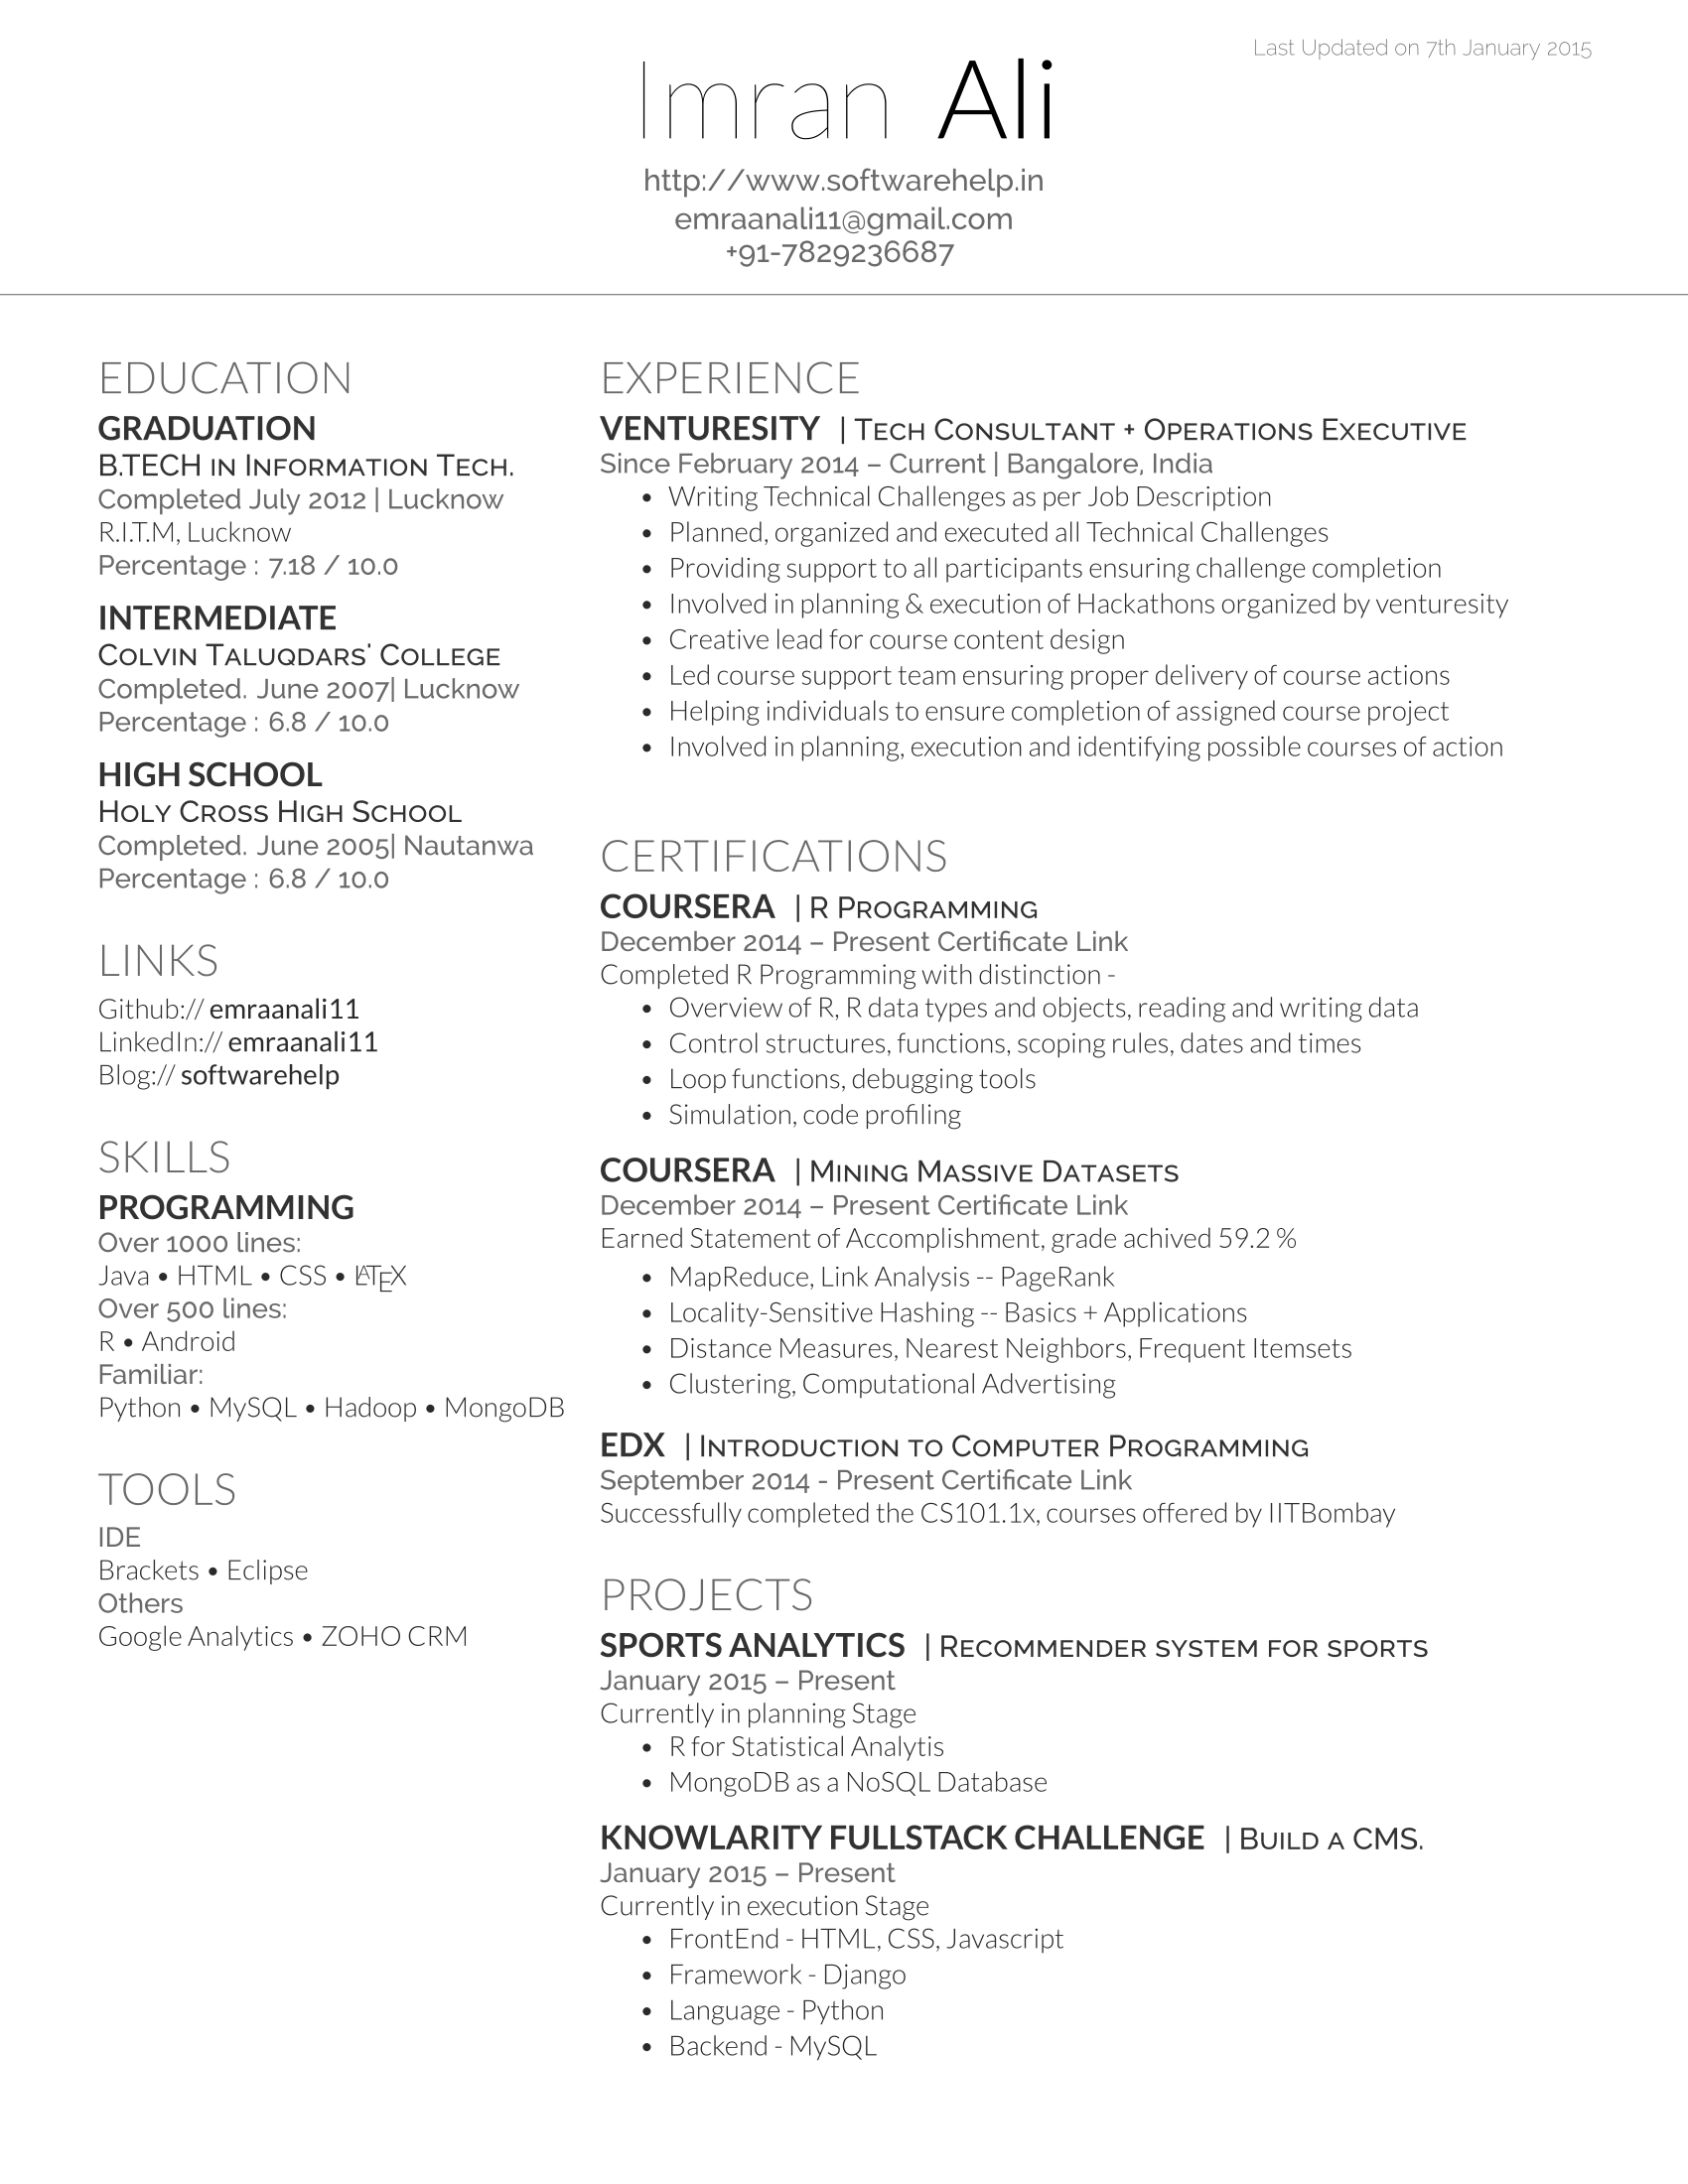 Last Updated on 7th January 2015
Imran Ali
http://www.softwarehelp.in
emraanali11@gmail.com
+91-7829236687
EDUCATION
GRADUATION
B.TECH in Information Tech.
Completed July 2012 | Lucknow
R.I.T.M, Lucknow
Percentage : 7.18 / 10.0
INTERMEDIATE
Colvin Taluqdars' College
Completed. June 2007| Lucknow
Percentage : 6.8 / 10.0
HIGH SCHOOL
Holy Cross High School
Completed. June 2005| Nautanwa
Percentage : 6.8 / 10.0
LINKS
Github:// emraanali11
LinkedIn:// emraanali11
Blog:// softwarehelp
SKILLS
PROGRAMMING
Over 1000 lines:
Java • HTML • CSS • LATEX
Over 500 lines:
R • Android
Familiar:
Python • MySQL • Hadoop • MongoDB
TOOLS
IDE
Brackets • Eclipse
Others
Google Analytics • ZOHO CRM
EXPERIENCE
VENTURESITY | Tech Consultant + Operations Executive
Since February 2014 – Current | Bangalore, India
• Writing Technical Challenges as per Job Description
• Planned, organized and executed all Technical Challenges
• Providing support to all participants ensuring challenge completion
• Involved in planning & execution of Hackathons organized by venturesity
• Creative lead for course content design
• Led course support team ensuring proper delivery of course actions
• Helping individuals to ensure completion of assigned course project
• Involved in planning, execution and identifying possible courses of action
CERTIFICATIONS
COURSERA | R Programming
December 2014 – Present Certificate Link
Completed R Programming with distinction -
• Overview of R, R data types and objects, reading and writing data
• Control structures, functions, scoping rules, dates and times
• Loop functions, debugging tools
• Simulation, code profiling
COURSERA | Mining Massive Datasets
December 2014 – Present Certificate Link
Earned Statement of Accomplishment, grade achived 59.2 %
• MapReduce, Link Analysis -- PageRank
• Locality-Sensitive Hashing -- Basics + Applications
• Distance Measures, Nearest Neighbors, Frequent Itemsets
• Clustering, Computational Advertising
EDX | Introduction to Computer Programming
September 2014 - Present Certificate Link
Successfully completed the CS101.1x, courses offered by IITBombay
PROJECTS
SPORTS ANALYTICS | Recommender system for sports
January 2015 – Present
Currently in planning Stage
• R for Statistical Analytis
• MongoDB as a NoSQL Database
KNOWLARITY FULLSTACK CHALLENGE | Build a CMS.
January 2015 – Present
Currently in execution Stage
• FrontEnd - HTML, CSS, Javascript
• Framework - Django
• Language - Python
• Backend - MySQL